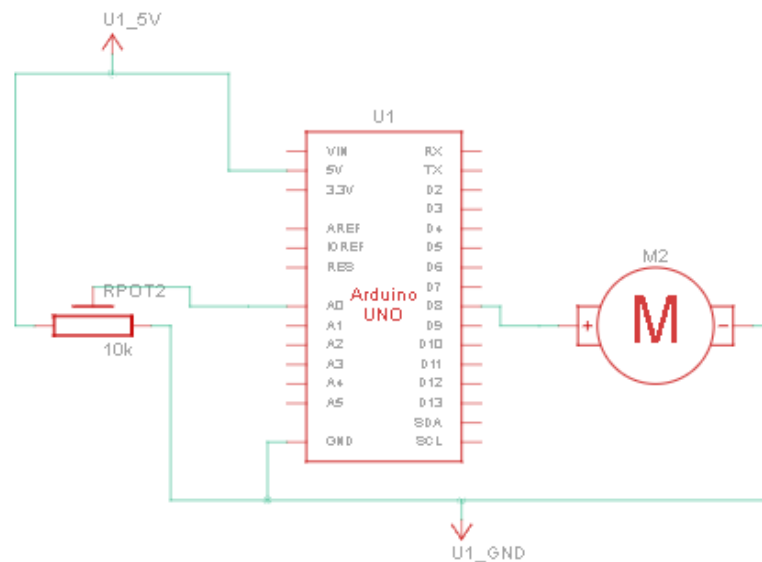 U1_5V
U1
VIN
RX
5V
TX
3.3V
D2
D3
AREF
D4
IOREF
D5
RES
D6
D7
RPOT2
A0
Arduino
UNO
D8
A1
D9
A2
D10
A3
D11
A4
D12
A5
D13
SDA
GND
SCL
10k
M2
+
M
-
U1_GND